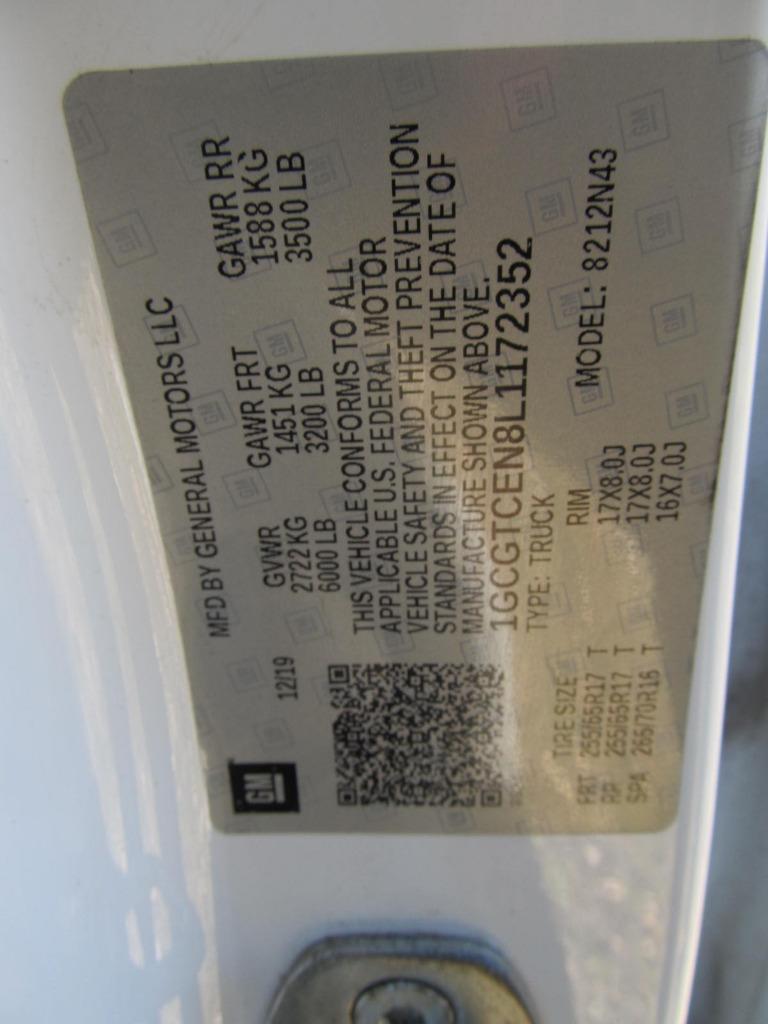 GM
MFD BY GENERAL MOTORS LLC
12/19
GVWR GAWR FRT GAWR RR
2722 KG 1451 KG 1588 KG
6000 LB 3200 LB 3500 LB
THIS VEHICLE CONFORMS TO ALL
APPLICABLE U.S. FEDERAL MOTOR
VEHICLE SAFETY AND THEFT PREVENTION
STANDARDS IN EFFECT ON THE DATE OF
MANUFACTURE SHOWN ABOVE.
1GCGTCEN8L1172352
TYPE: TRUCK
MODEL: 8212N43
TIRE SIZE RIM
FRT 255/65R17 T 17X8.0J
RR 255/65R17 T 17X8.0J
SPA 265/70R16 T 16X7.0J